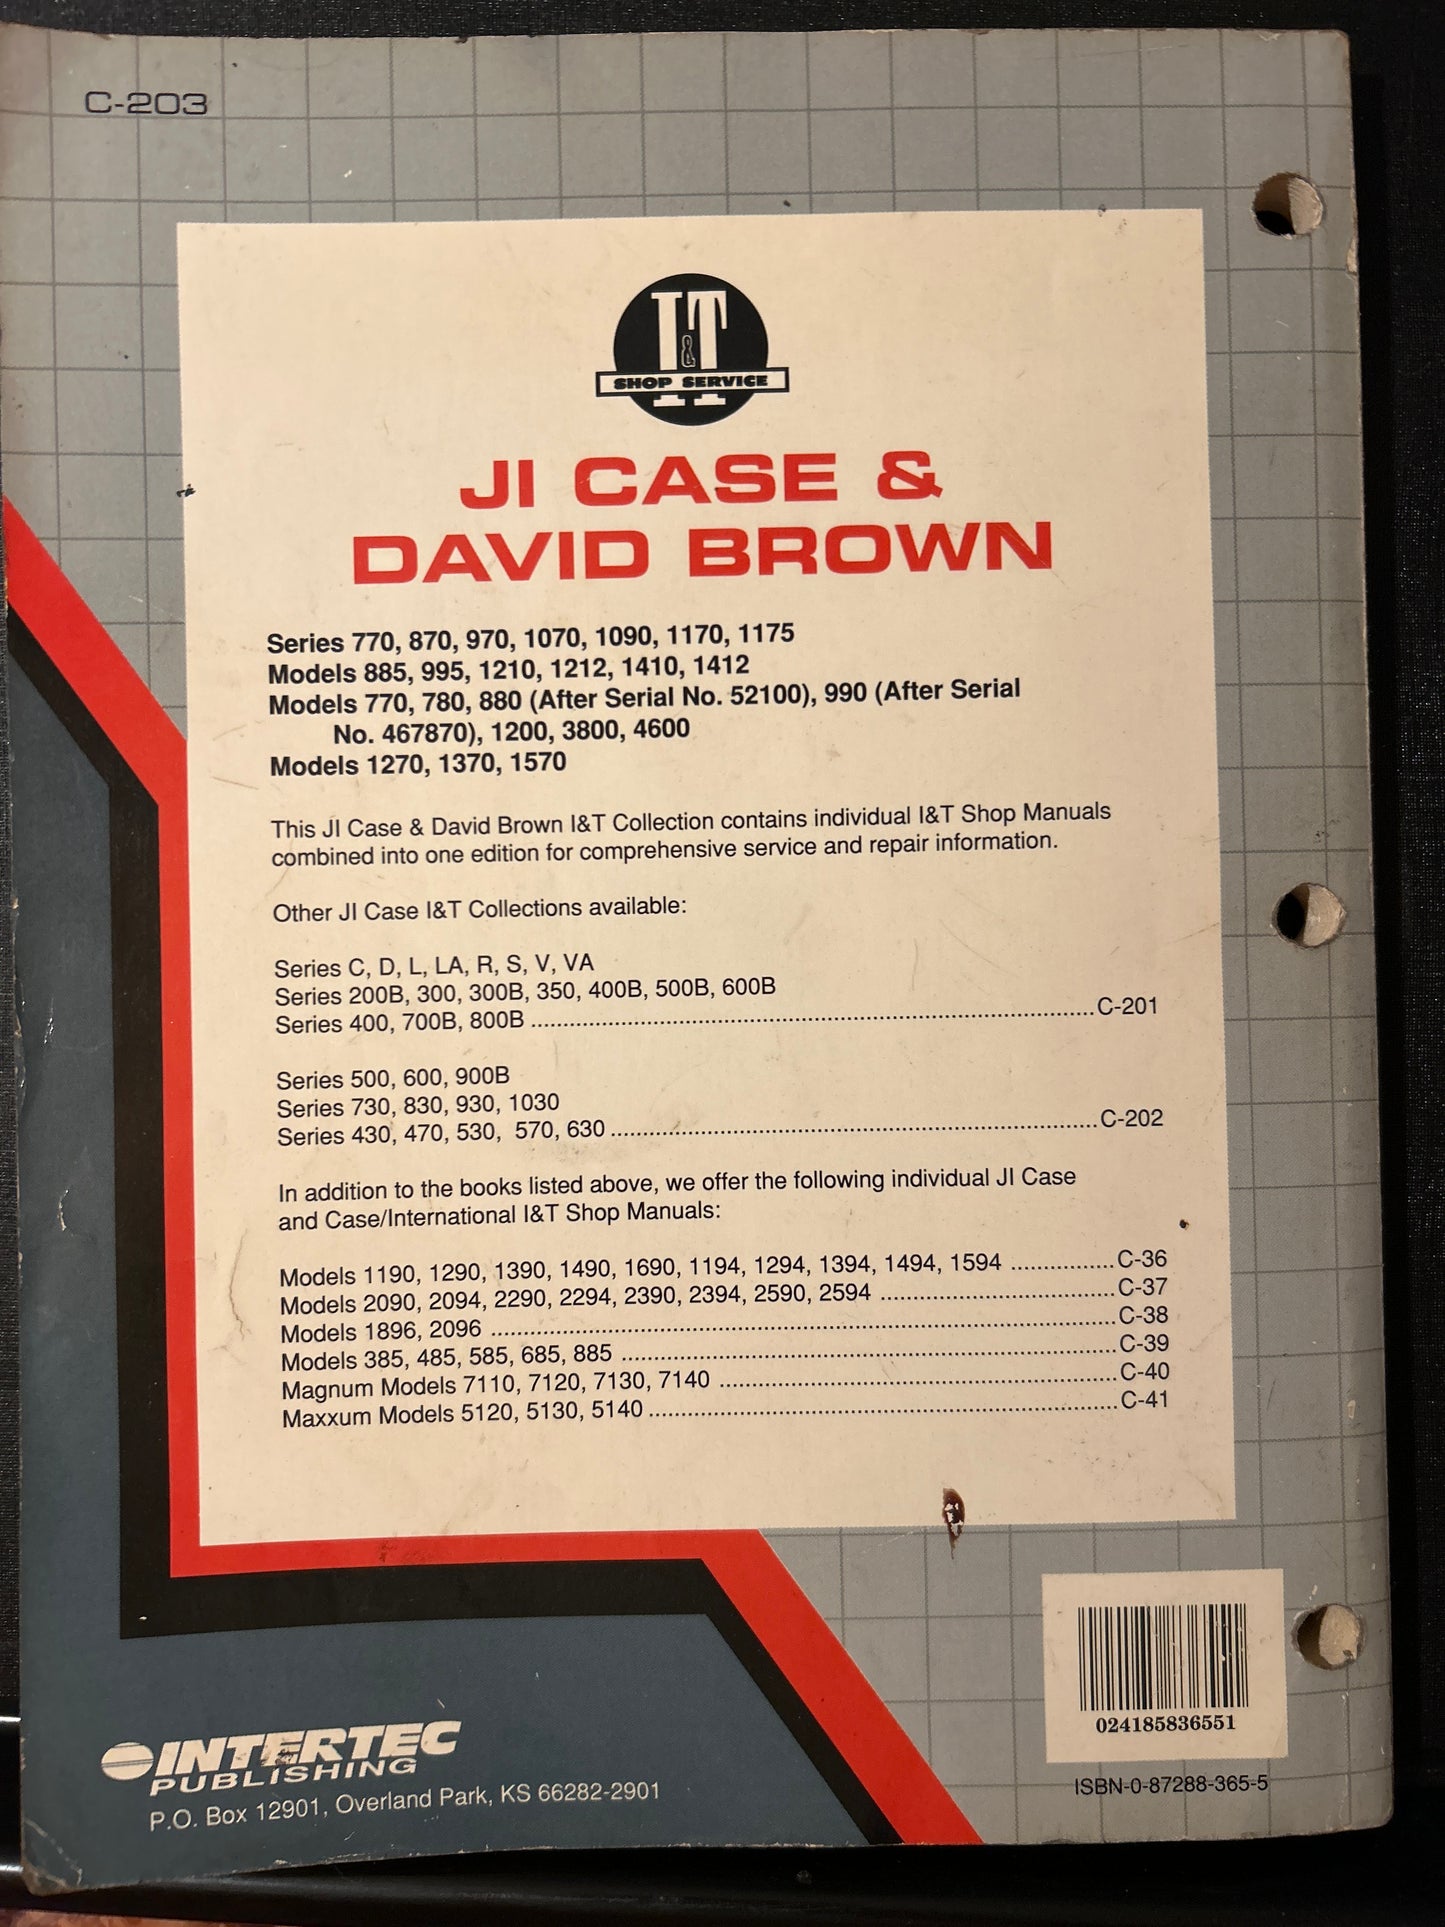 C-203
I&T
SHOP SERVICE
JI CASE &
DAVID BROWN
Series 770, 870, 970, 1070, 1090, 1170, 1175
Models 885, 995, 1210, 1212, 1410, 1412
Models 770, 780, 880 (After Serial No. 52100), 990 (After Serial
No. 467870), 1200, 3800, 4600
Models 1270, 1370, 1570
This JI Case & David Brown I&T Collection contains individual I&T Shop Manuals
combined into one edition for comprehensive service and repair information.
Other JI Case I&T Collections available:
Series C, D, L, LA, R, S, V, VA
Series 200B, 300, 300B, 350, 400B, 500B, 600B
Series 400, 700B, 800B ........ C-201
Series 500, 600, 900B
Series 730, 830, 930, 1030
Series 430, 470, 530, 570, 630 ........ C-202
In addition to the books listed above, we offer the following individual JI Case
and Case/International I&T Shop Manuals:
Models 1190, 1290, 1390, 1490, 1690, 1194, 1294, 1394, 1494, 1594 ........ C-36
Models 2090, 2094, 2290, 2294, 2390, 2394, 2590, 2594 ........ C-37
Models 1896, 2096 ........ C-38
Models 385, 485, 585, 685, 885 ........ C-39
Magnum Models 7110, 7120, 7130, 7140 ........ C-40
Maxxum Models 5120, 5130, 5140 ........ C-41
024185836551
ISBN-0-87288-365-5
INTERTEC
PUBLISHING
P.O. Box 12901, Overland Park, KS 66282-2901